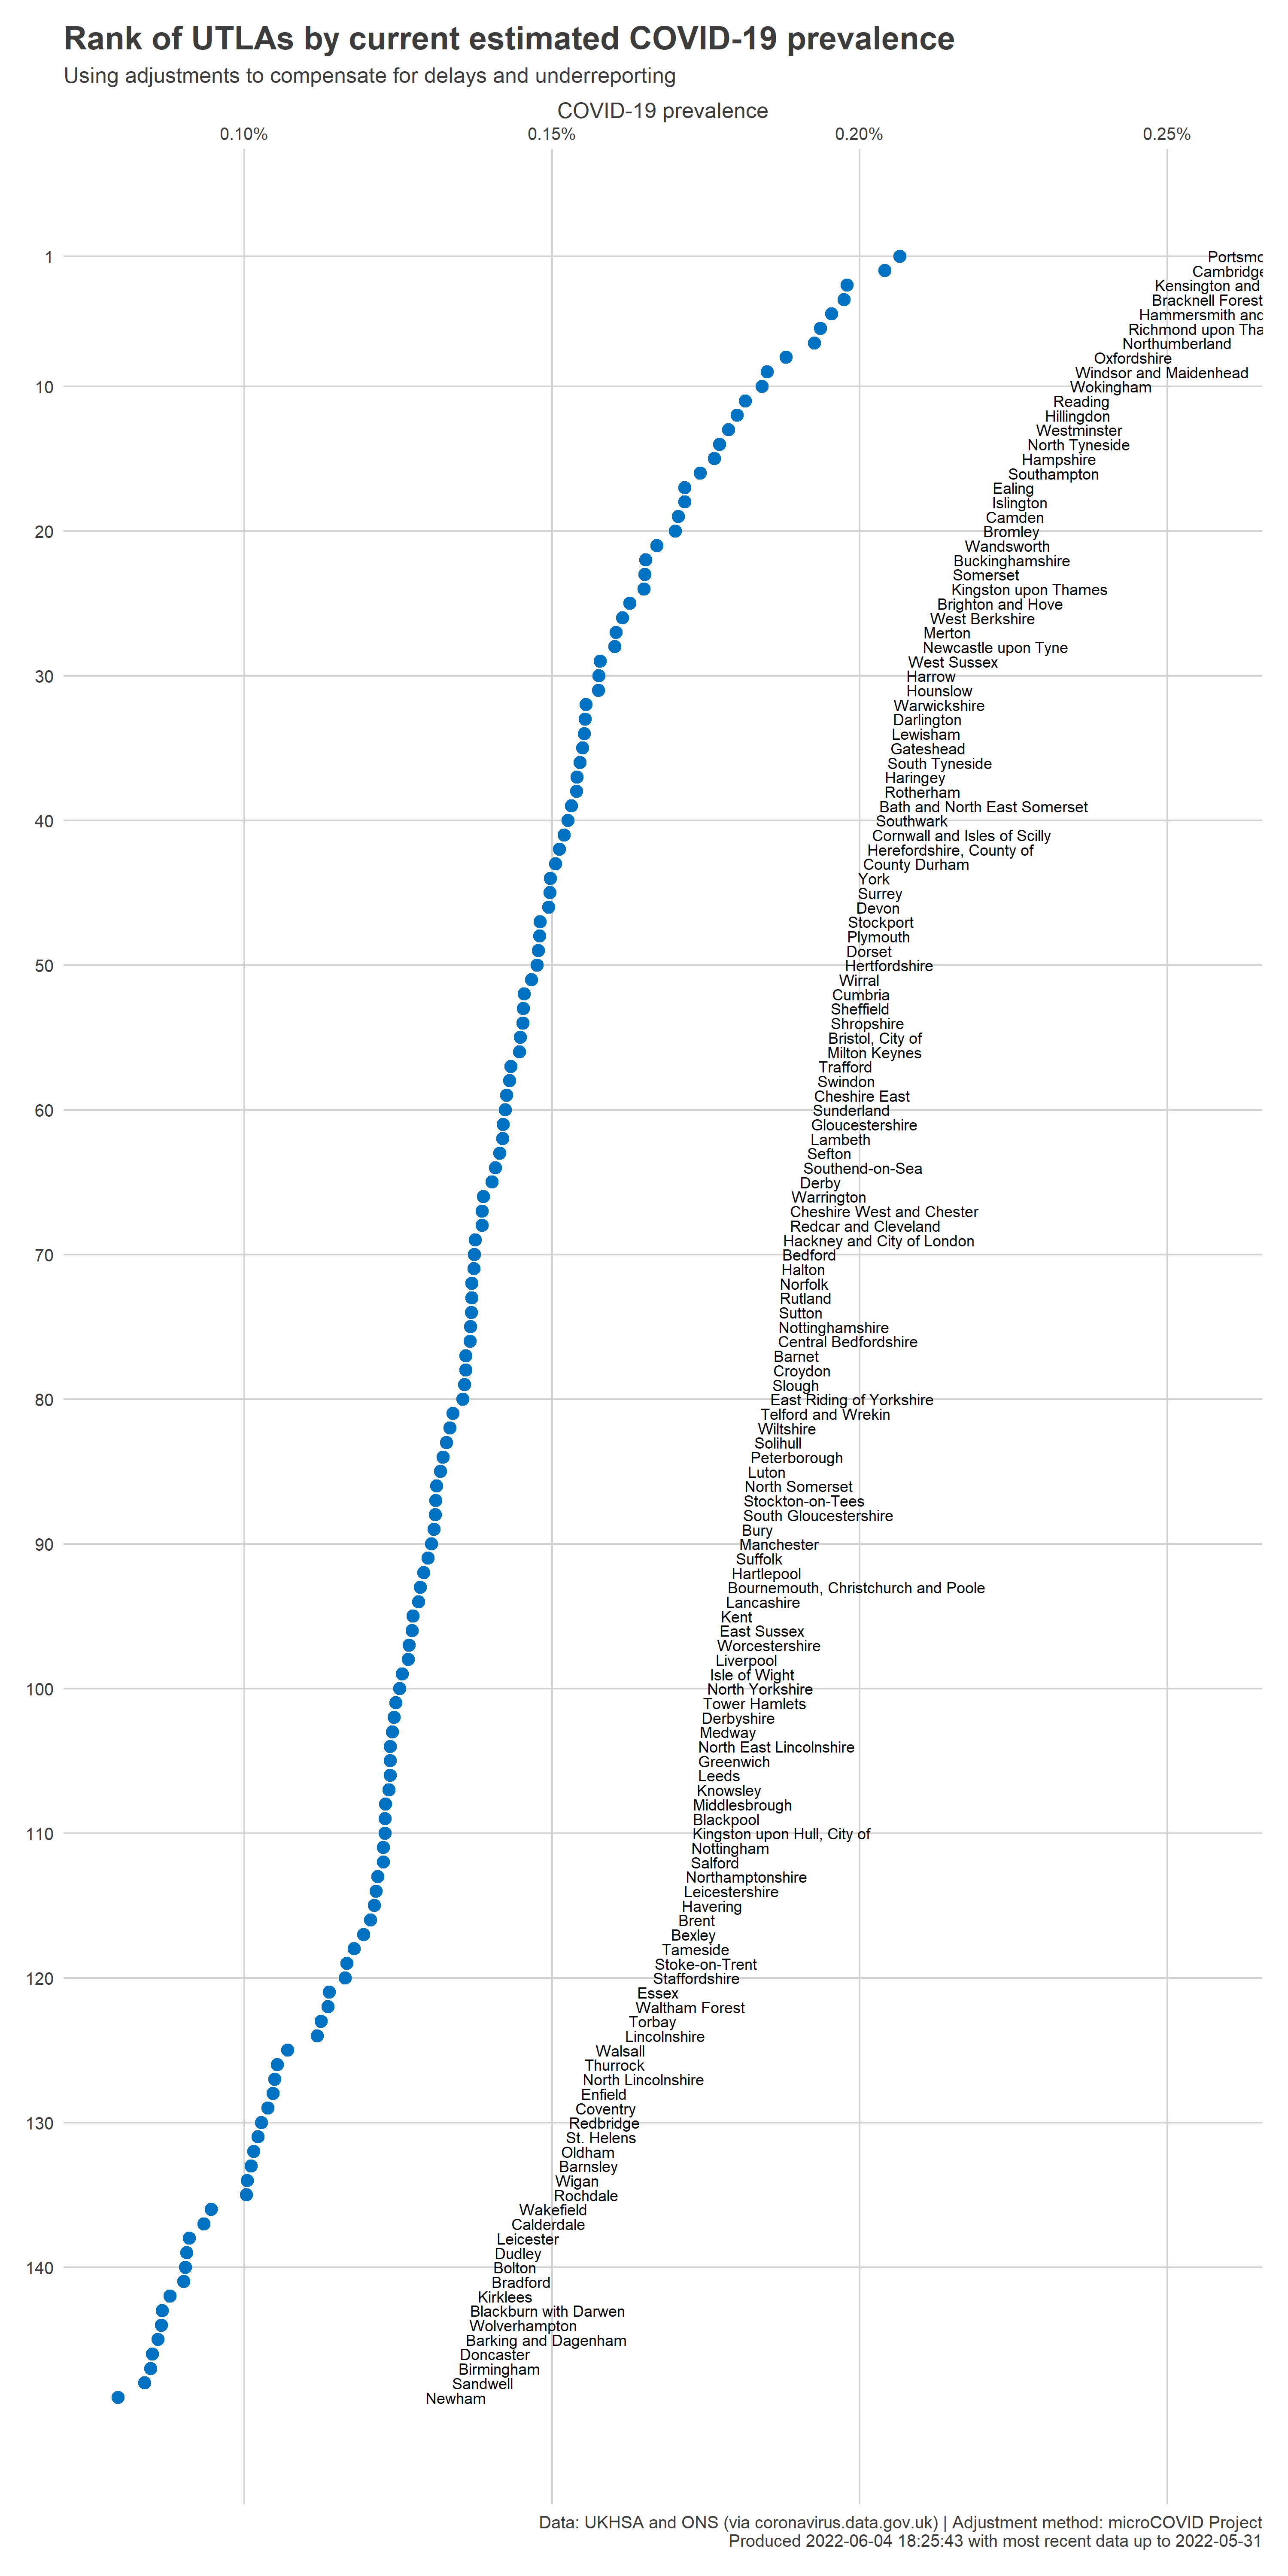 Rank of UTLAs by current estimated COVID-19 prevalence
Using adjustments to compensate for delays and underreporting
COVID-19 prevalence
0.10% 0.15% 0.20% 0.25%
1 Portsmo
Cambridge
Kensington and
Bracknell Forest
Hammersmith and
Richmond upon Tha
Northumberland
Oxfordshire
Windsor and Maidenhead
10 Wokingham
Reading
Hillingdon
Westminster
North Tyneside
Hampshire
Southampton
Ealing
Islington
Camden
20 Bromley
Wandsworth
Buckinghamshire
Somerset
Kingston upon Thames
Brighton and Hove
West Berkshire
Merton
Newcastle upon Tyne
West Sussex
30 Harrow
Hounslow
Warwickshire
Darlington
Lewisham
Gateshead
South Tyneside
Haringey
Rotherham
Bath and North East Somerset
40 Southwark
Cornwall and Isles of Scilly
Herefordshire, County of
County Durham
York
Surrey
Devon
Stockport
Plymouth
Dorset
50 Hertfordshire
Wirral
Cumbria
Sheffield
Shropshire
Bristol, City of
Milton Keynes
Trafford
Swindon
Cheshire East
60 Sunderland
Gloucestershire
Lambeth
Sefton
Southend-on-Sea
Derby
Warrington
Cheshire West and Chester
Redcar and Cleveland
Hackney and City of London
70 Bedford
Halton
Norfolk
Rutland
Sutton
Nottinghamshire
Central Bedfordshire
Barnet
Croydon
Slough
80 East Riding of Yorkshire
Telford and Wrekin
Wiltshire
Solihull
Peterborough
Luton
North Somerset
Stockton-on-Tees
South Gloucestershire
Bury
90 Manchester
Suffolk
Hartlepool
Bournemouth, Christchurch and Poole
Lancashire
Kent
East Sussex
Worcestershire
Liverpool
Isle of Wight
100 North Yorkshire
Tower Hamlets
Derbyshire
Medway
North East Lincolnshire
Greenwich
Leeds
Knowsley
Middlesbrough
Blackpool
110 Kingston upon Hull, City of
Nottingham
Salford
Northamptonshire
Leicestershire
Havering
Brent
Bexley
Tameside
Stoke-on-Trent
120 Staffordshire
Essex
Waltham Forest
Torbay
Lincolnshire
Walsall
Thurrock
North Lincolnshire
Enfield
Coventry
130 Redbridge
St. Helens
Oldham
Barnsley
Wigan
Rochdale
Wakefield
Calderdale
Leicester
Dudley
140 Bolton
Bradford
Kirklees
Blackburn with Darwen
Wolverhampton
Barking and Dagenham
Doncaster
Birmingham
Sandwell
Newham
Data: UKHSA and ONS (via coronavirus.data.gov.uk) | Adjustment method: microCOVID Project
Produced 2022-06-04 18:25:43 with most recent data up to 2022-05-31